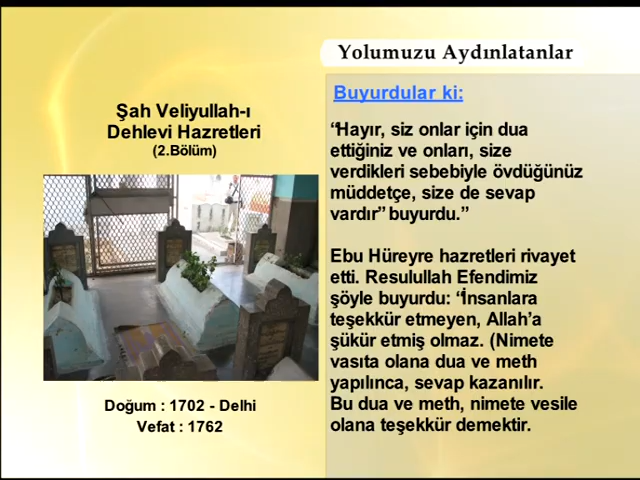 Yolumuzu Aydınlatanlar
Şah Veliyullah-ı
Dehlevi Hazretleri
(2.Bölüm)
Doğum : 1702 - Delhi
Vefat : 1762
Buyurdular ki:
“Hayır, siz onlar için dua
ettiğiniz ve onları, size
verdikleri sebebiyle övdüğünüz
müddetçe, size de sevap
vardır” buyurdu.”
Ebu Hüreyre hazretleri rivayet
etti. Resulullah Efendimiz
şöyle buyurdu: “İnsanlara
teşekkür etmeyen, Allah’a
şükür etmiş olmaz. (Nimete
vasıta olana dua ve meth
yapılınca, sevap kazanılır.
Bu dua ve meth, nimete vesile
olana teşekkür demektir.